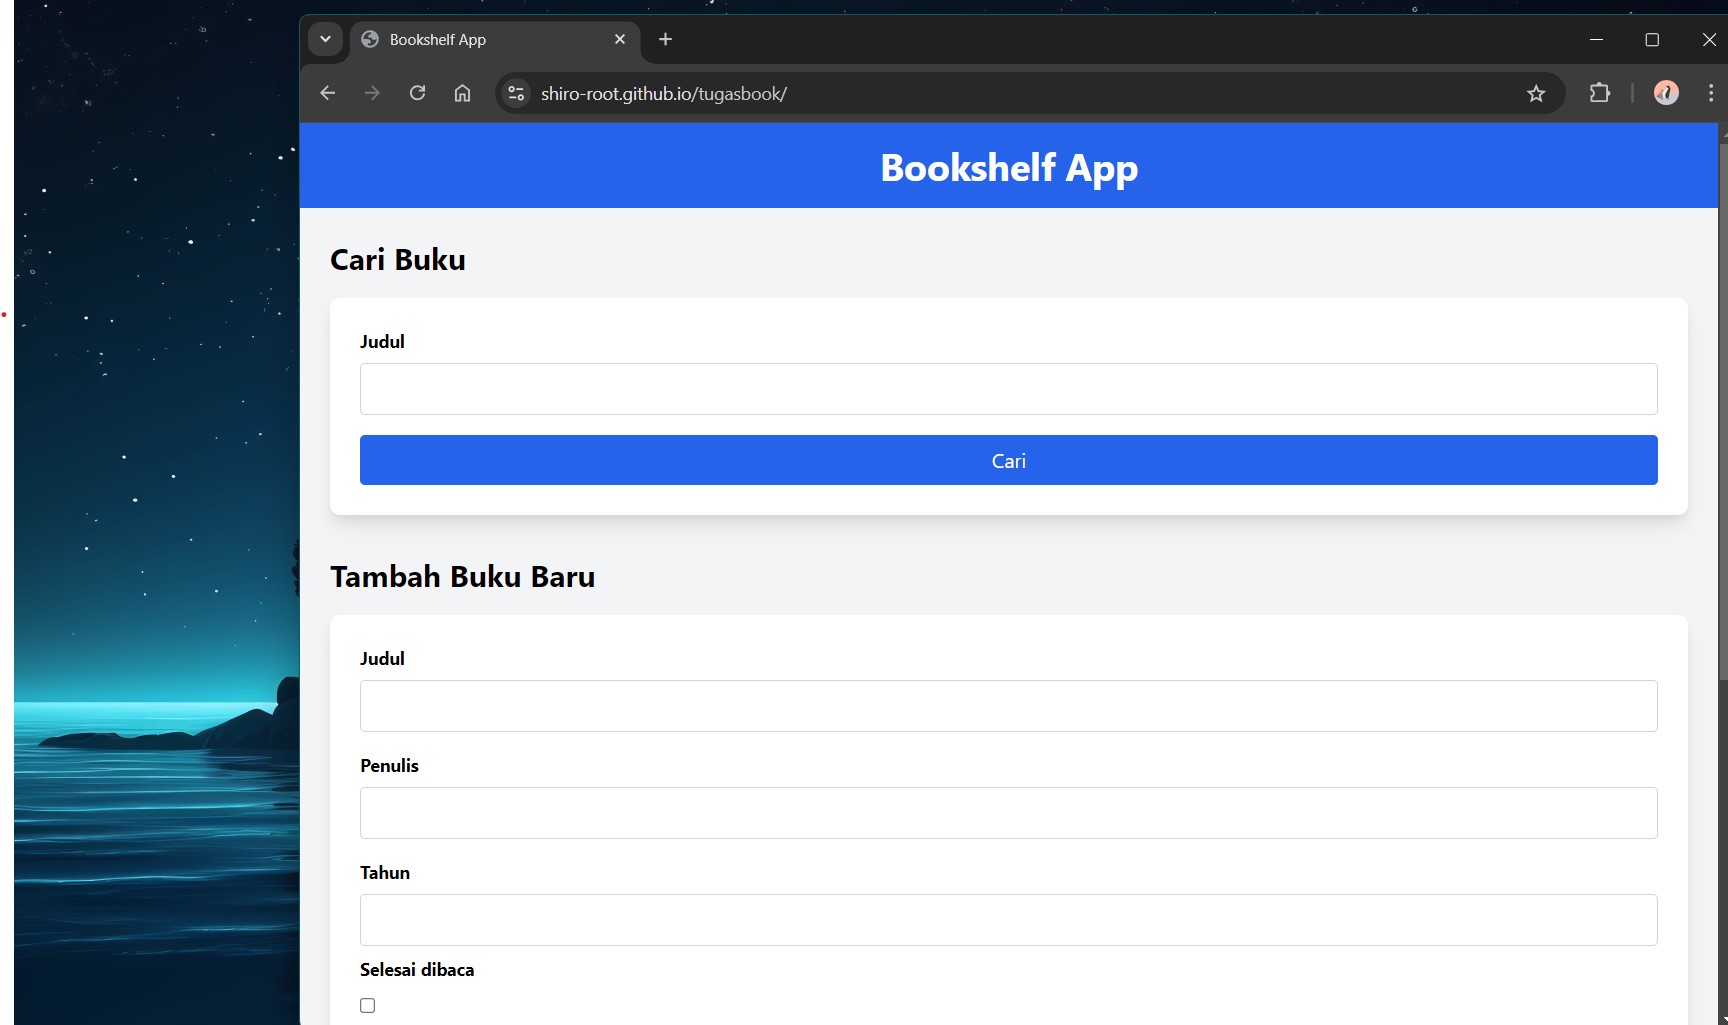 Bookshelf App
shiro-root.github.io/tugasbook/
Bookshelf App
Cari Buku
Judul
Cari
Tambah Buku Baru
Judul
Penulis
Tahun
Selesai dibaca